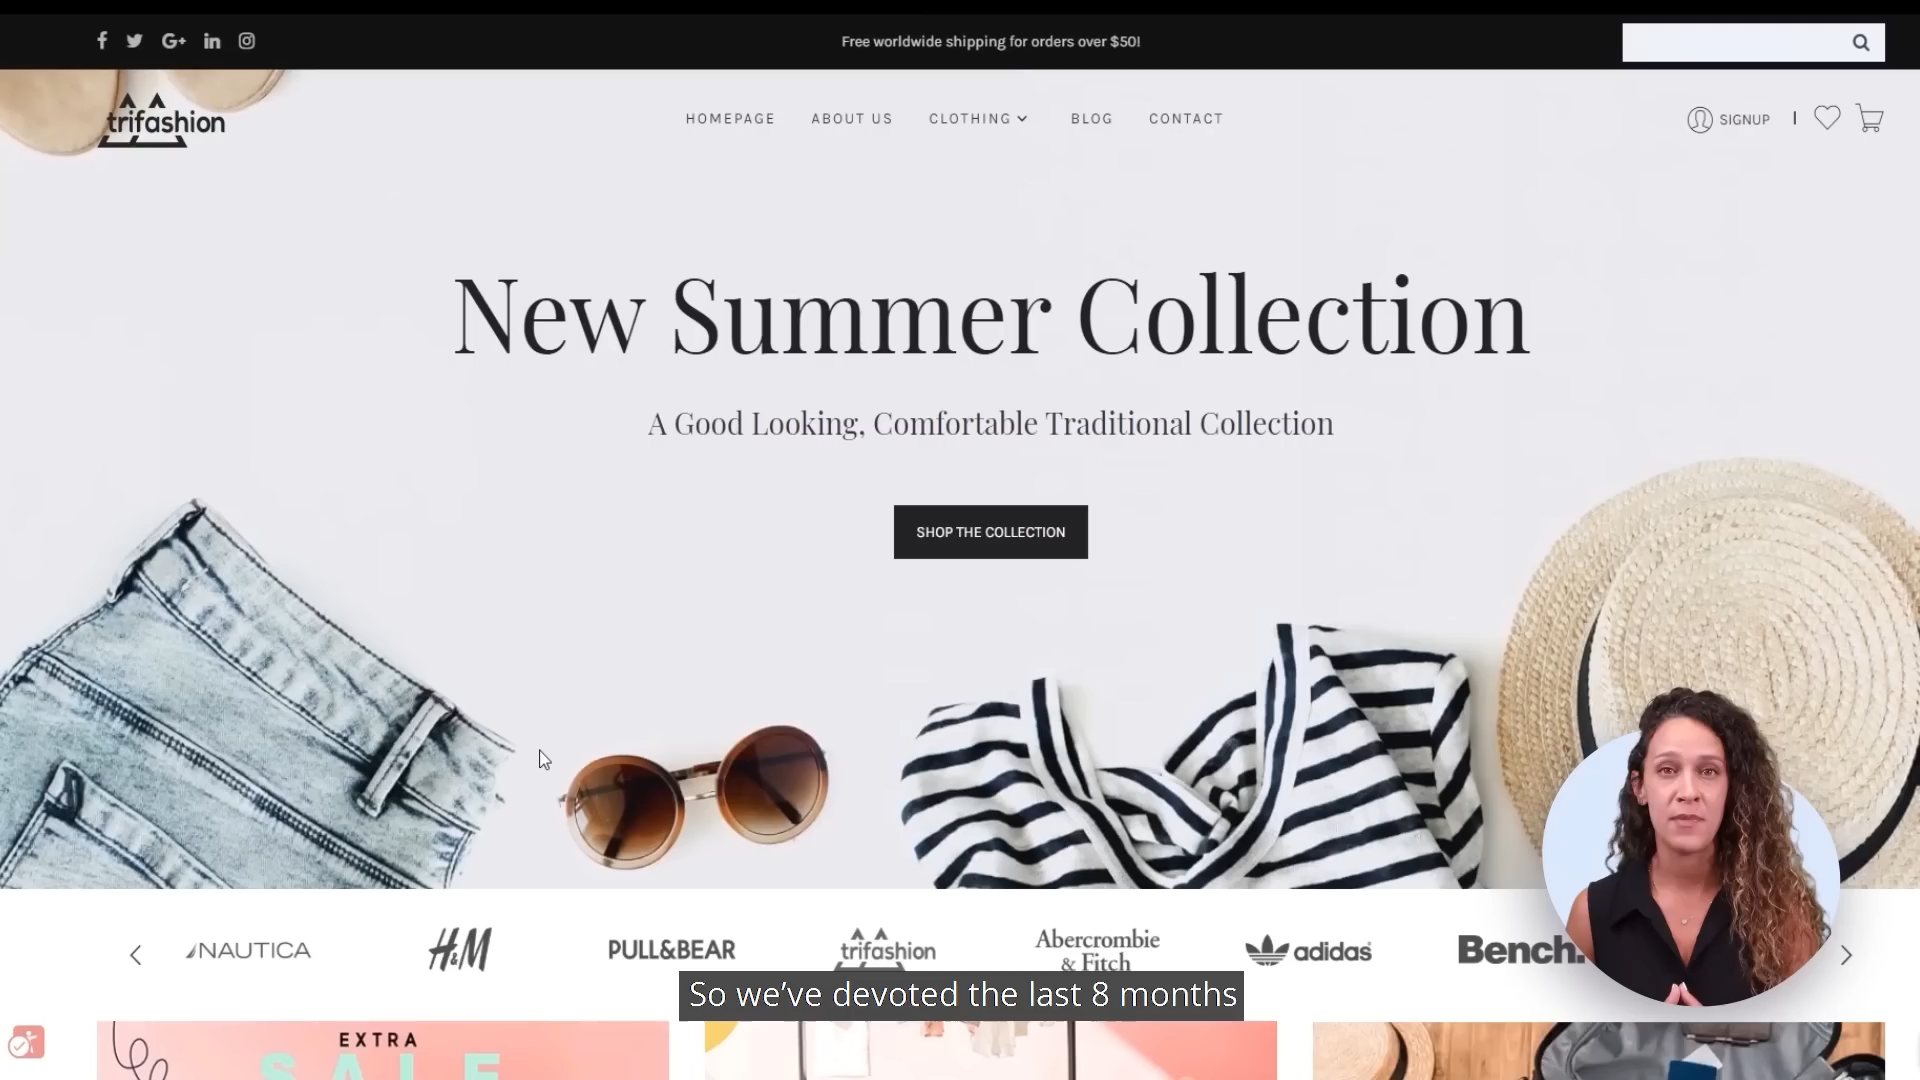 Free worldwide shipping for orders over $50!
trifashion
HOMEPAGE ABOUT US CLOTHING BLOG CONTACT
SIGNUP
New Summer Collection
A Good Looking, Comfortable Traditional Collection
SHOP THE COLLECTION
NAUTICA H&M PULL&BEAR trifashion Abercrombie & Fitch adidas Bench.
So we’ve devoted the last 8 months
EXTRA
SALE